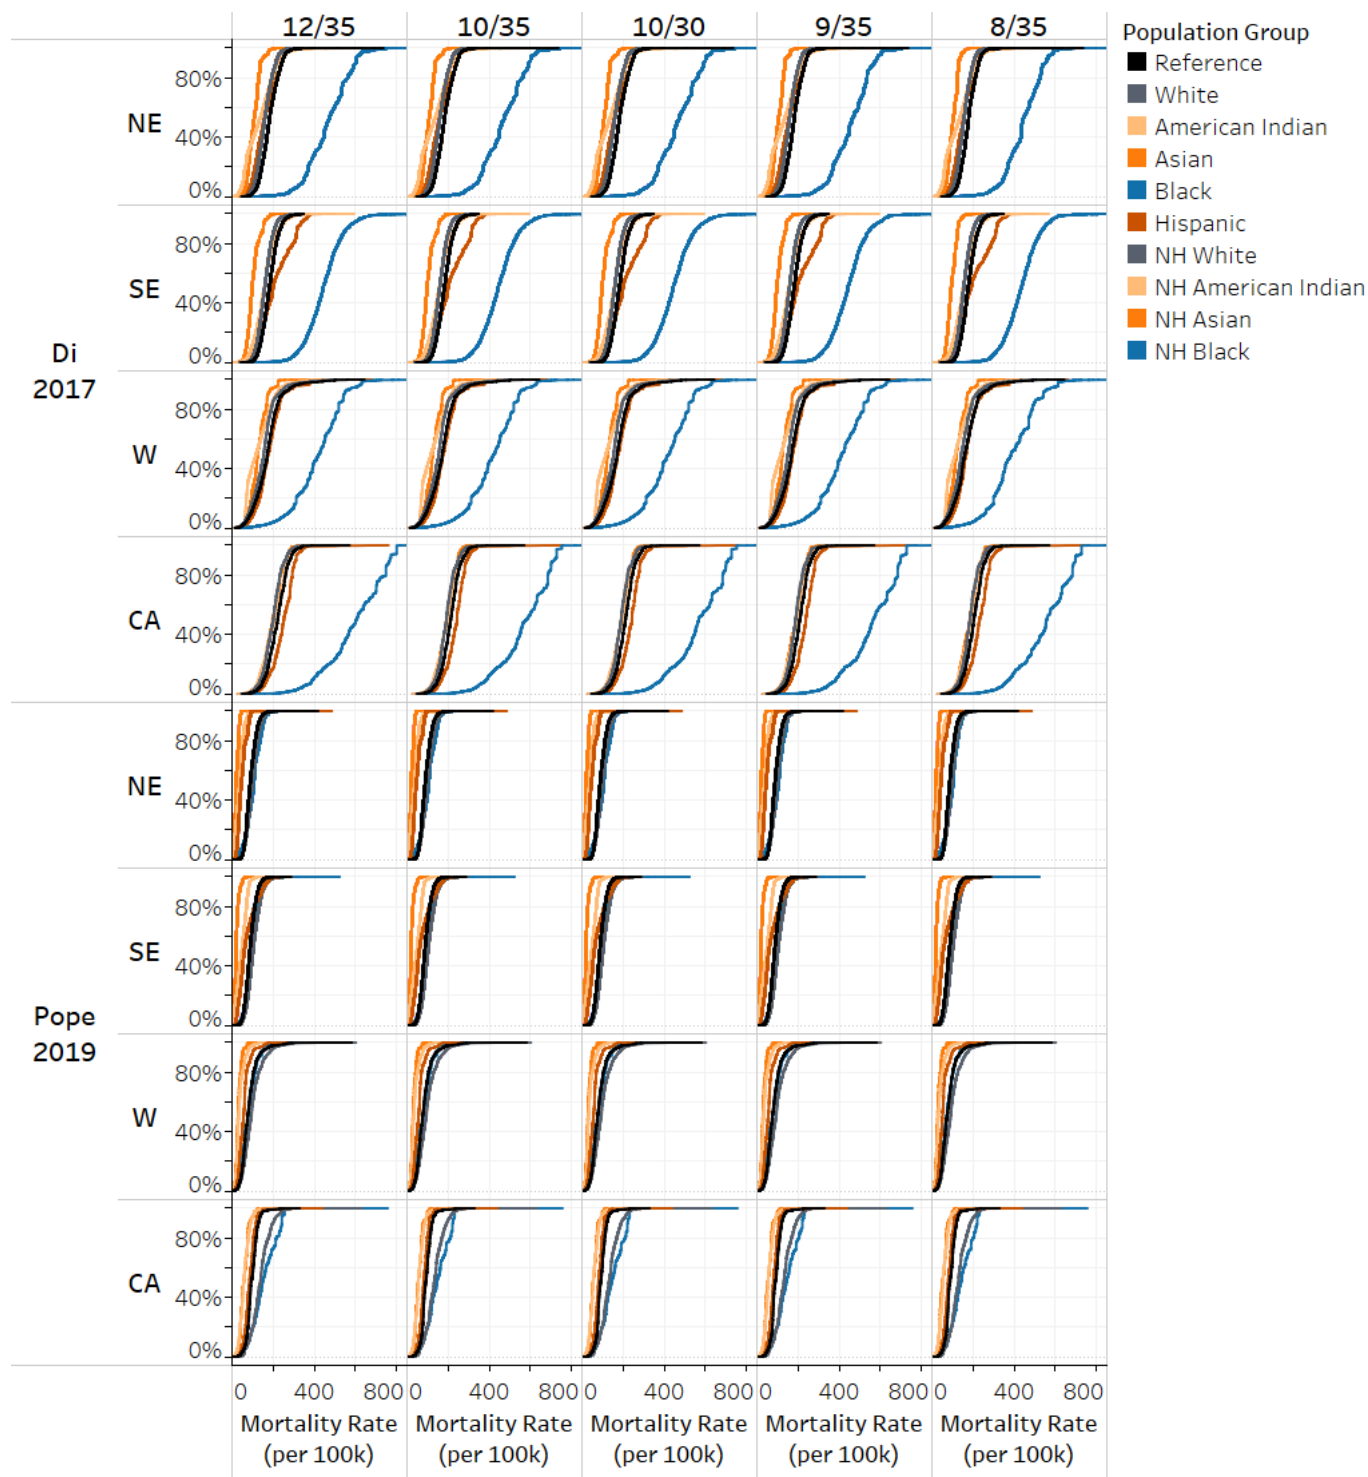 12/35 10/35 10/30 9/35 8/35
Population Group
Reference
White
American Indian
Asian
Black
Hispanic
NH White
NH American Indian
NH Asian
NH Black
Di
2017
NE
80%
40%
0%
SE
80%
40%
0%
W
80%
40%
0%
CA
80%
40%
0%
Pope
2019
NE
80%
40%
0%
SE
80%
40%
0%
W
80%
40%
0%
CA
80%
40%
0%
0 400 800 0 400 800 0 400 800 0 400 800 0 400 800
Mortality Rate Mortality Rate Mortality Rate Mortality Rate Mortality Rate
(per 100k) (per 100k) (per 100k) (per 100k) (per 100k)